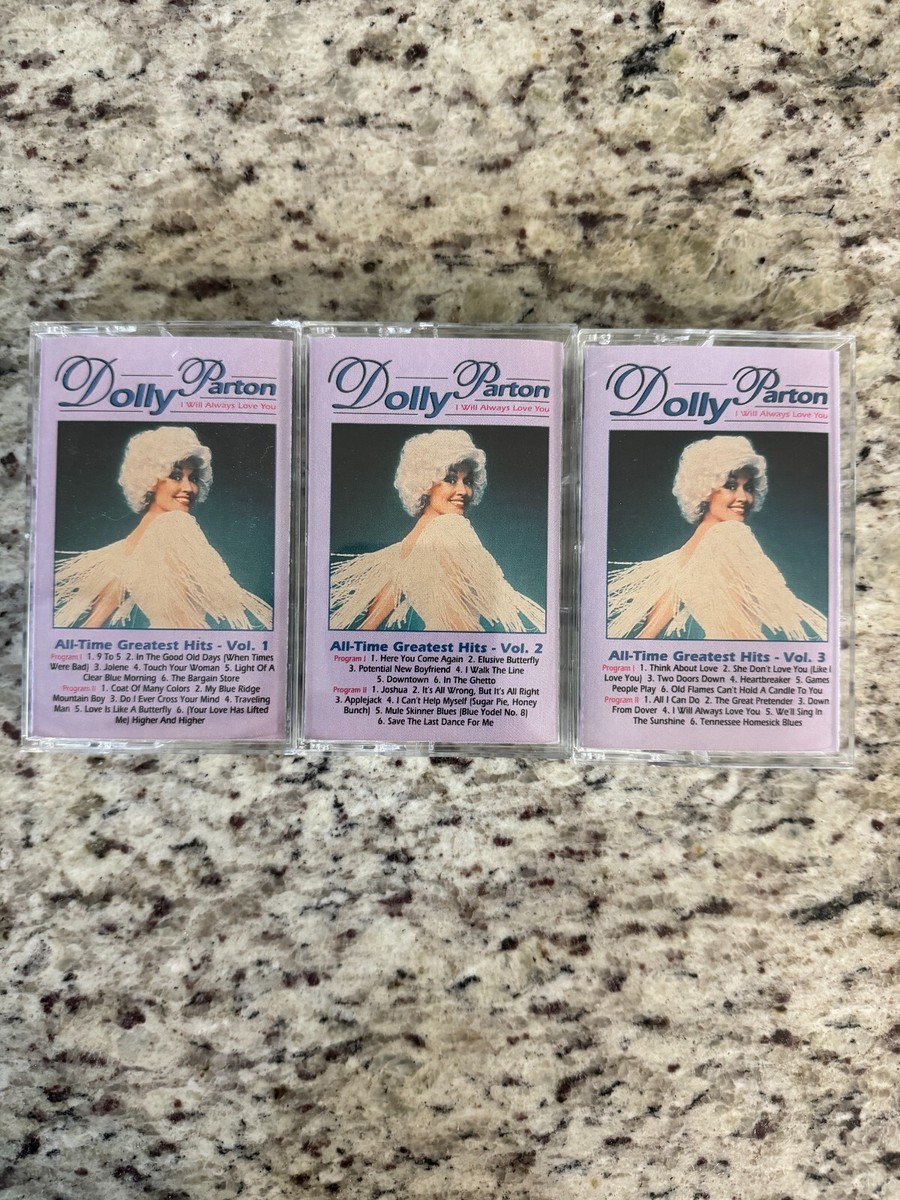 Dolly Parton
I Will Always Love You
All-Time Greatest Hits - Vol. 1
Program I 1. 9 To 5 2. In The Good Old Days (When Times
Were Bad) 3. Jolene 4. Touch Your Woman 5. Light Of A
Clear Blue Morning 6. The Bargain Store
Program II 1. Coat Of Many Colors 2. My Blue Ridge
Mountain Boy 3. Do I Ever Cross Your Mind 4. Traveling
Man 5. Love Is Like A Butterfly 6. (Your Love Has Lifted
Me) Higher And Higher
Dolly Parton
I Will Always Love You
All-Time Greatest Hits - Vol. 2
Program I 1. Here You Come Again 2. Elusive Butterfly
3. Potential New Boyfriend 4. I Walk The Line
5. Downtown 6. In The Ghetto
Program II 1. Joshua 2. It's All Wrong, But It's All Right
3. Applejack 4. I Can't Help Myself (Sugar Pie, Honey
Bunch) 5. Mule Skinner Blues (Blue Yodel No. 8)
6. Save The Last Dance For Me
Dolly Parton
I Will Always Love You
All-Time Greatest Hits - Vol. 3
Program I 1. Think About Love 2. She Don't Love You (Like I
Love You) 3. Two Doors Down 4. Heartbreaker 5. Games
People Play 6. Old Flames Can't Hold A Candle To You
Program II 1. All I Can Do 2. The Great Pretender 3. Down
From Dover 4. I Will Always Love You 5. We'll Sing In
The Sunshine 6. Tennessee Homesick Blues